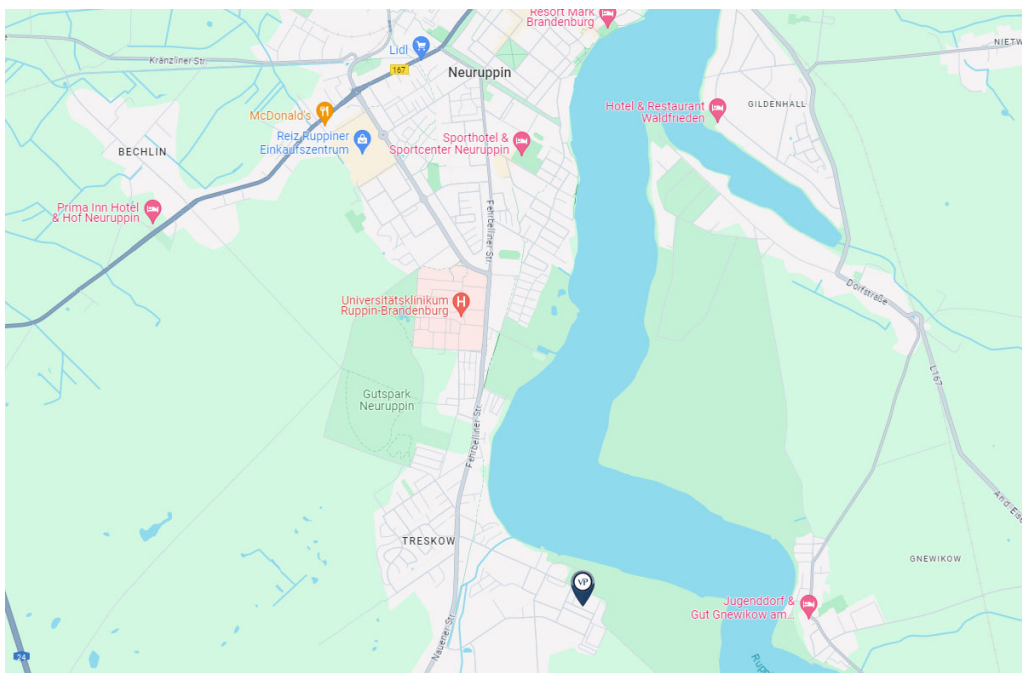 Resort Mark
Brandenburg
NIETW
Kränzliner Str.
Lidl
167
Neuruppin
GILDENHALL
Hotel & Restaurant
Waldfrieden
McDonald's
Reiz Ruppiner
Einkaufszentrum
Sporthotel &
Sportcenter Neuruppin
BECHLIN
Prima Inn Hotel
& Hof Neuruppin
Fehrbelliner Str.
Dorfstraße
Universitätsklinikum
Ruppin-Brandenburg
H
L167
Gutspark
Neuruppin
Fehrbelliner Str.
TRESKOW
GNEWIKOW
VP
Jugenddorf &
Gut Gnewikow am...
Nauener Str.
24